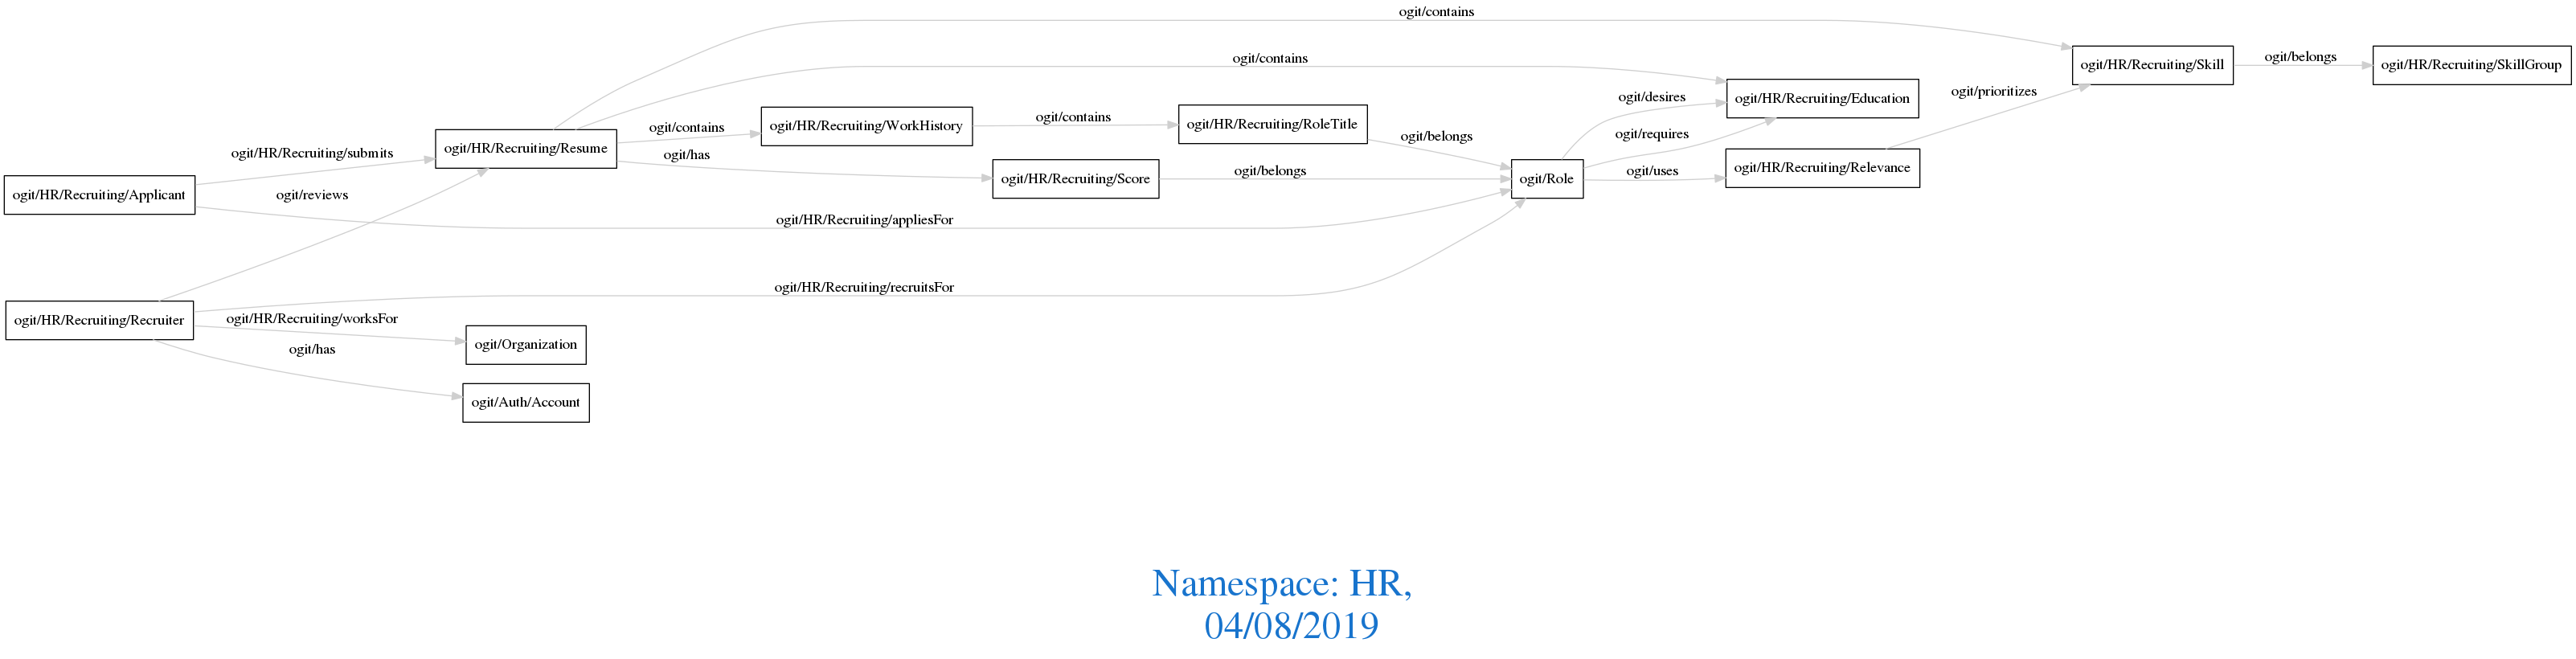 ogit/contains
ogit/contains
ogit/HR/Recruiting/Skill
ogit/belongs
ogit/HR/Recruiting/SkillGroup
ogit/prioritizes
ogit/desires
ogit/HR/Recruiting/Education
ogit/contains
ogit/HR/Recruiting/WorkHistory
ogit/contains
ogit/HR/Recruiting/RoleTitle
ogit/belongs
ogit/requires
ogit/HR/Recruiting/submits
ogit/HR/Recruiting/Resume
ogit/has
ogit/HR/Recruiting/Score
ogit/belongs
ogit/Role
ogit/uses
ogit/HR/Recruiting/Relevance
ogit/HR/Recruiting/Applicant
ogit/reviews
ogit/HR/Recruiting/appliesFor
ogit/HR/Recruiting/recruitsFor
ogit/HR/Recruiting/Recruiter
ogit/HR/Recruiting/worksFor
ogit/Organization
ogit/has
ogit/Auth/Account
Namespace: HR,
04/08/2019